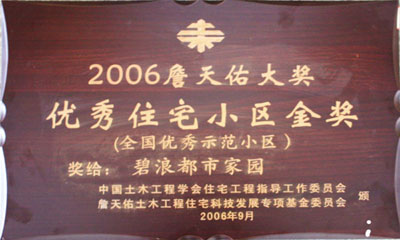 2006詹天佑大奖
优秀住宅小区金奖
(全国优秀示范小区)
奖给：碧浪都市家园
中国土木工程学会住宅工程指导工作委员会
詹天佑土木工程住宅科技发展专项基金委员会
颁
2006年9月